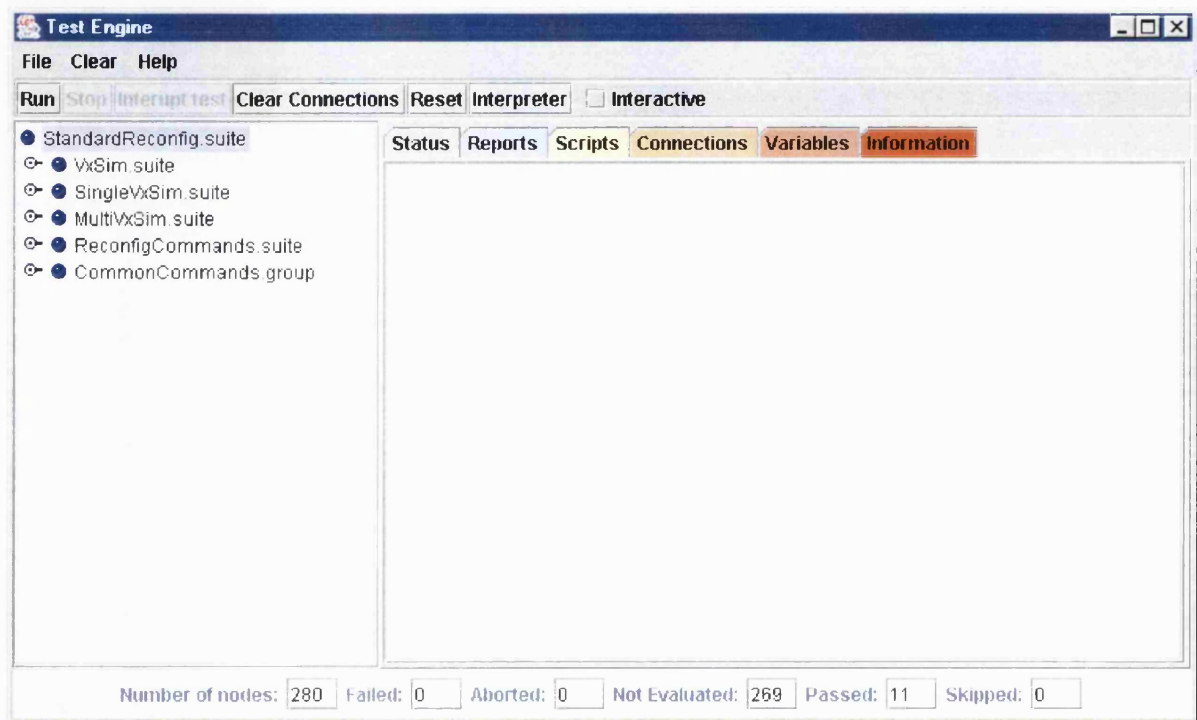 Test Engine
File Clear Help
Run Stop Interupt test Clear Connections Reset Interpreter Interactive
StandardReconfig.suite
VxSim.suite
SingleVxSim.suite
MultiVxSim.suite
ReconfigCommands.suite
CommonCommands.group
Status Reports Scripts Connections Variables Information
Number of nodes: 280 Failed: 0 Aborted: 0 Not Evaluated: 269 Passed: 11 Skipped: 0